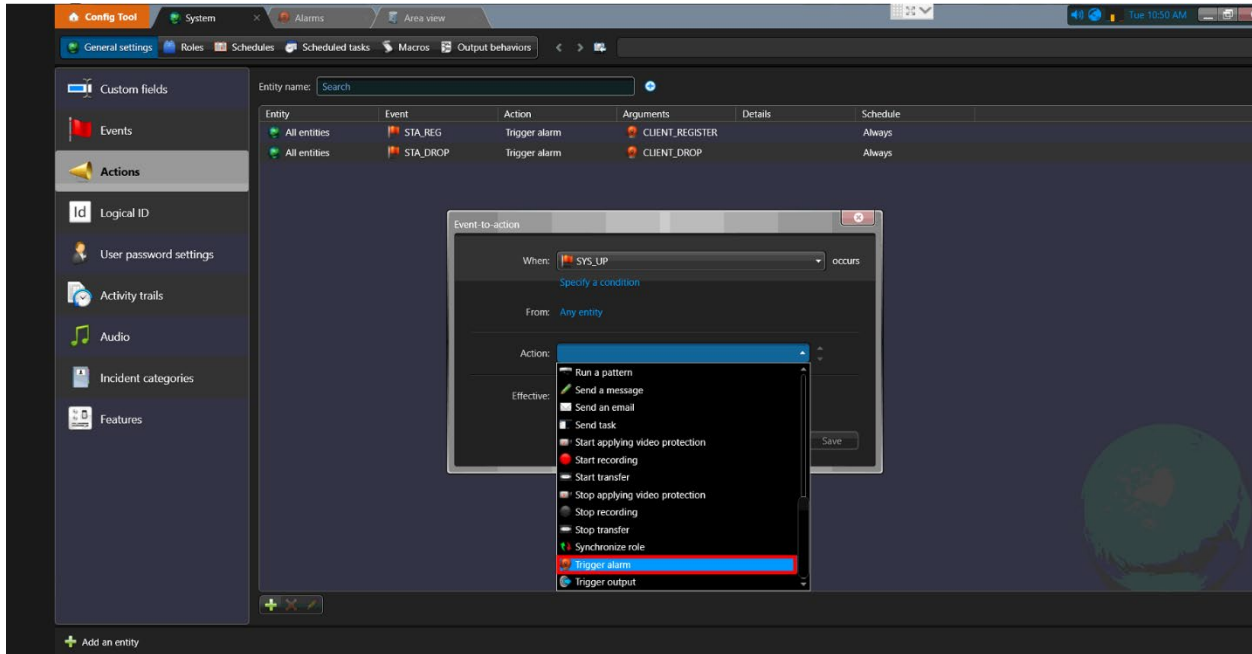 Config Tool System Alarms Area view Tue 10:50 AM
General settings Roles Schedules Scheduled tasks Macros Output behaviors
Custom fields
Events
Actions
Id Logical ID
User password settings
Activity trails
Audio
Incident categories
Features
Entity name: Search
Entity Event Action Arguments Details Schedule
All entities STA_REG Trigger alarm CLIENT_REGISTER Always
All entities STA_DROP Trigger alarm CLIENT_DROP Always
Event-to-action
When: SYS_UP occurs
Specify a condition
From: Any entity
Action:
Effective:
Run a pattern
Send a message
Send an email
Send task
Start applying video protection
Start recording
Start transfer
Stop applying video protection
Stop recording
Stop transfer
Synchronize role
Trigger alarm
Trigger output
Save
Add an entity